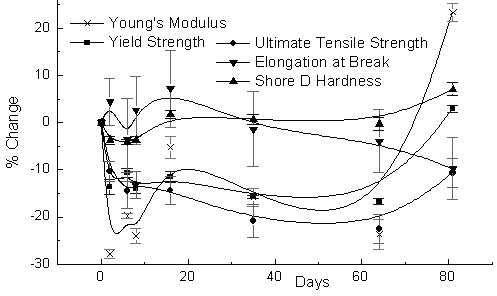 20
10
0
-10
-20
-30
% Change
Young's Modulus
Yield Strength
Ultimate Tensile Strength
Elongation at Break
Shore D Hardness
0
20
40
60
80
Days